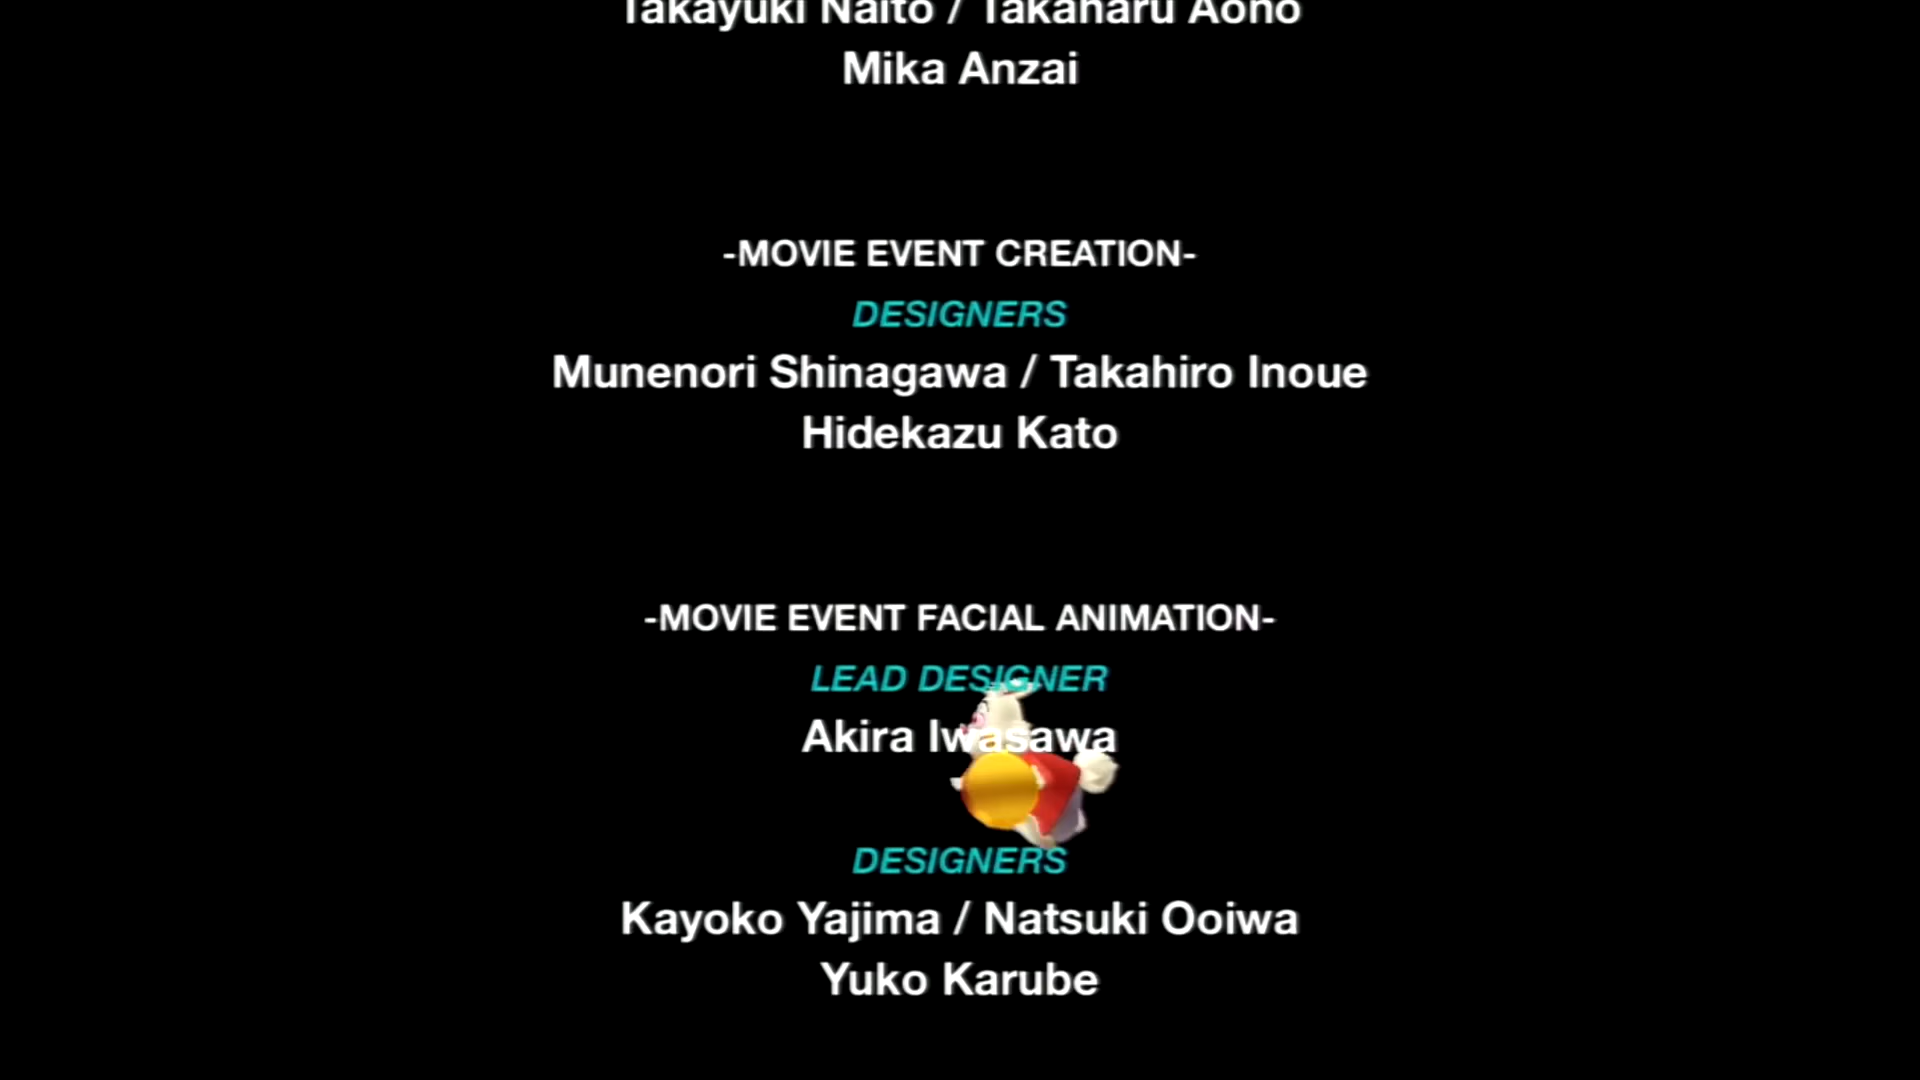 Takayuki Naito / Takaharu Aono
Mika Anzai
-MOVIE EVENT CREATION-
DESIGNERS
Munenori Shinagawa / Takahiro Inoue
Hidekazu Kato
-MOVIE EVENT FACIAL ANIMATION-
LEAD DESIGNER
Akira Iwasawa
DESIGNERS
Kayoko Yajima / Natsuki Ooiwa
Yuko Karube